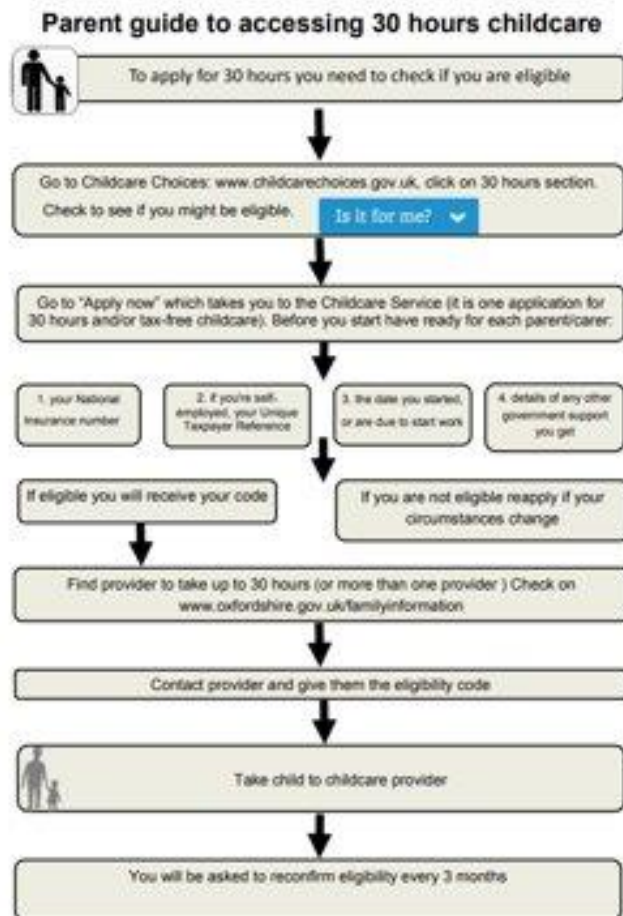 Parent guide to accessing 30 hours childcare
To apply for 30 hours you need to check if you are eligible
Go to Childcare Choices: www.childcarechoices.gov.uk, click on 30 hours section.
Check to see if you might be eligible.
Is it for me?
Go to "Apply now" which takes you to the Childcare Service (it is one application for
30 hours and/or tax-free childcare). Before you start have ready for each parent/carer:
1. your National
Insurance number
2. if you're self-
employed, your Unique
Taxpayer Reference
3. the date you started,
or are due to start work
4. details of any other
government support
you get
If eligible you will receive your code
If you are not eligible reapply if your
circumstances change
Find provider to take up to 30 hours (or more than one provider ) Check on
www.oxfordshire.gov.uk/familyinformation
Contact provider and give them the eligibility code
Take child to childcare provider
You will be asked to reconfirm eligibility every 3 months